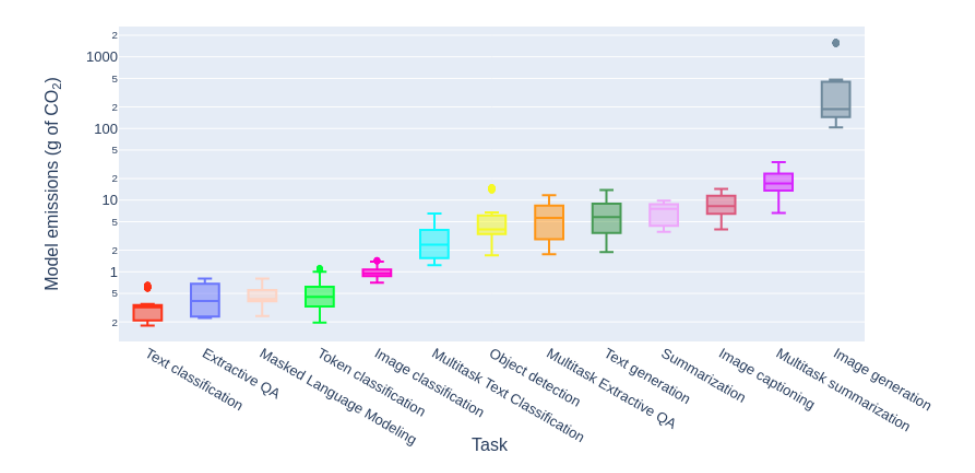 2
1000
5
2
100
5
2
10
5
2
1
5
2
Model emissions (g of CO₂)
Text classification
Extractive QA
Masked Language Modeling
Token classification
Image classification
Multitask Text Classification
Object detection
Multitask Extractive QA
Text generation
Summarization
Image captioning
Multitask summarization
Image generation
Task